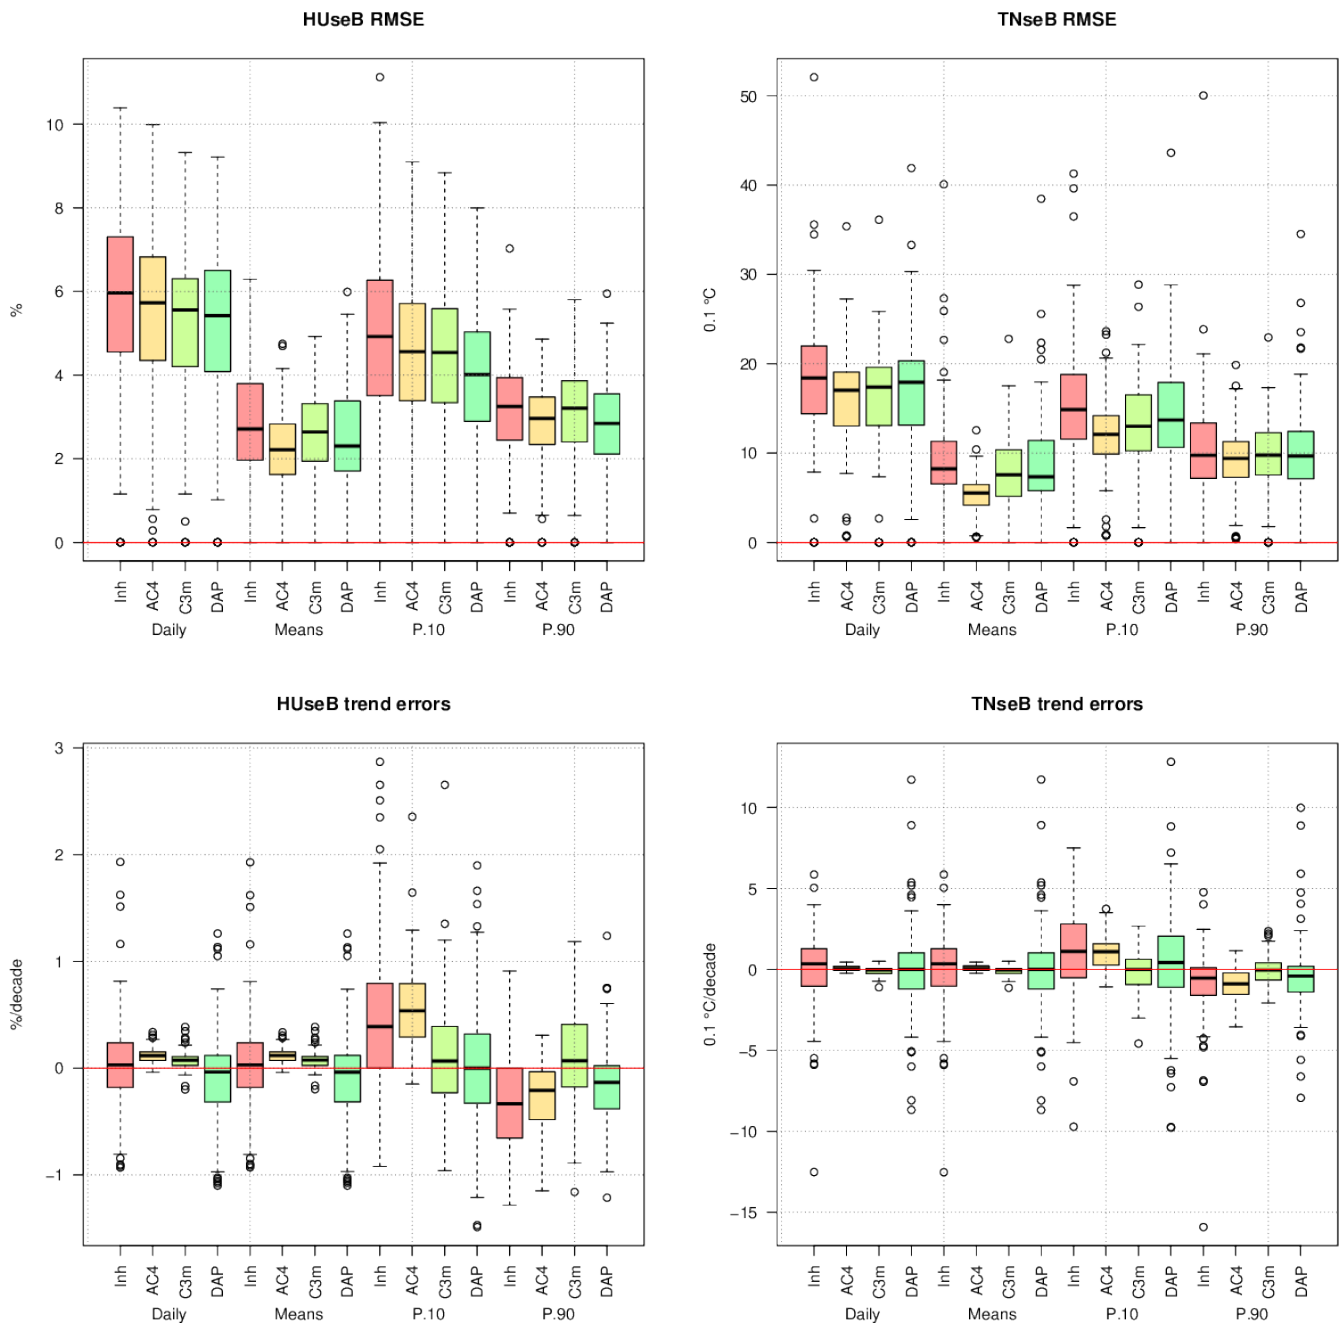 HUseB RMSE
%
10
8
6
4
2
0
Inh AC4 C3m DAP Inh AC4 C3m DAP Inh AC4 C3m DAP Inh AC4 C3m DAP
Daily Means P.10 P.90
TNseB RMSE
0.1 °C
50
40
30
20
10
0
Inh AC4 C3m DAP Inh AC4 C3m DAP Inh AC4 C3m DAP Inh AC4 C3m DAP
Daily Means P.10 P.90
HUseB trend errors
%/decade
3
2
1
0
−1
Inh AC4 C3m DAP Inh AC4 C3m DAP Inh AC4 C3m DAP Inh AC4 C3m DAP
Daily Means P.10 P.90
TNseB trend errors
0.1 °C/decade
10
5
0
−5
−10
−15
Inh AC4 C3m DAP Inh AC4 C3m DAP Inh AC4 C3m DAP Inh AC4 C3m DAP
Daily Means P.10 P.90